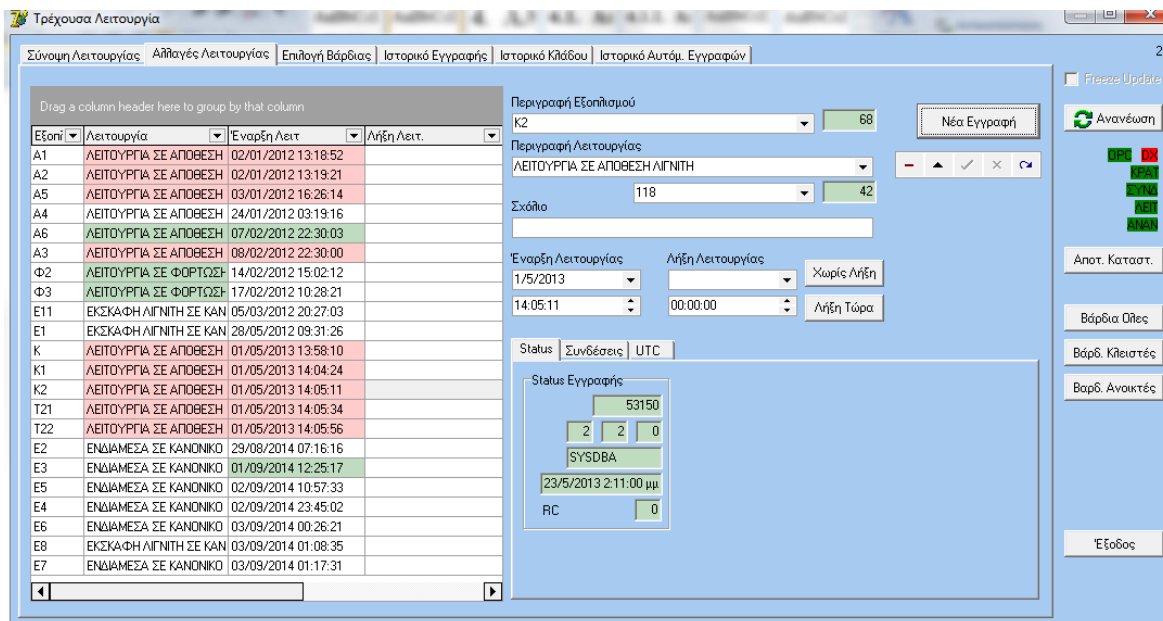 Τρέχουσα Λειτουργία
Σύνοψη Λειτουργίας Αλλαγές Λειτουργίας Επιλογή Βάρδιας Ιστορικό Εγγραφής Ιστορικό Κλάδου Ιστορικό Αυτόμ. Εγγραφών
2
Freeze Update
Drag a column header here to group by that column
Εξοπί Λειτουργία Έναρξη Λειτ Λήξη Λειτ.
A1 ΛΕΙΤΟΥΡΓΙΑ ΣΕ ΑΠΟΘΕΣΗ 02/01/2012 13:18:52
A2 ΛΕΙΤΟΥΡΓΙΑ ΣΕ ΑΠΟΘΕΣΗ 02/01/2012 13:19:21
A5 ΛΕΙΤΟΥΡΓΙΑ ΣΕ ΑΠΟΘΕΣΗ 03/01/2012 16:26:14
A4 ΛΕΙΤΟΥΡΓΙΑ ΣΕ ΑΠΟΘΕΣΗ 24/01/2012 03:19:16
A6 ΛΕΙΤΟΥΡΓΙΑ ΣΕ ΑΠΟΘΕΣΗ 07/02/2012 22:30:03
A3 ΛΕΙΤΟΥΡΓΙΑ ΣΕ ΑΠΟΘΕΣΗ 08/02/2012 22:30:00
Φ2 ΛΕΙΤΟΥΡΓΙΑ ΣΕ ΦΟΡΤΩΣΗ 14/02/2012 15:02:12
Φ3 ΛΕΙΤΟΥΡΓΙΑ ΣΕ ΦΟΡΤΩΣΗ 17/02/2012 10:28:21
E11 ΕΚΣΚΑΦΗ ΛΙΓΝΙΤΗ ΣΕ ΚΑΝ 05/03/2012 20:27:03
E1 ΕΚΣΚΑΦΗ ΛΙΓΝΙΤΗ ΣΕ ΚΑΝ 28/05/2012 09:31:26
K ΛΕΙΤΟΥΡΓΙΑ ΣΕ ΑΠΟΘΕΣΗ 01/05/2013 13:58:10
K1 ΛΕΙΤΟΥΡΓΙΑ ΣΕ ΑΠΟΘΕΣΗ 01/05/2013 14:04:24
K2 ΛΕΙΤΟΥΡΓΙΑ ΣΕ ΑΠΟΘΕΣΗ 01/05/2013 14:05:11
T21 ΛΕΙΤΟΥΡΓΙΑ ΣΕ ΑΠΟΘΕΣΗ 01/05/2013 14:05:34
T22 ΛΕΙΤΟΥΡΓΙΑ ΣΕ ΑΠΟΘΕΣΗ 01/05/2013 14:05:56
E2 ΕΝΔΙΑΜΕΣΑ ΣΕ ΚΑΝΟΝΙΚΟ 29/08/2014 07:16:16
E3 ΕΝΔΙΑΜΕΣΑ ΣΕ ΚΑΝΟΝΙΚΟ 01/09/2014 12:25:17
E5 ΕΝΔΙΑΜΕΣΑ ΣΕ ΚΑΝΟΝΙΚΟ 02/09/2014 10:57:33
E4 ΕΝΔΙΑΜΕΣΑ ΣΕ ΚΑΝΟΝΙΚΟ 02/09/2014 23:45:02
E6 ΕΝΔΙΑΜΕΣΑ ΣΕ ΚΑΝΟΝΙΚΟ 03/09/2014 00:26:21
E8 ΕΚΣΚΑΦΗ ΛΙΓΝΙΤΗ ΣΕ ΚΑΝ 03/09/2014 01:08:35
E7 ΕΝΔΙΑΜΕΣΑ ΣΕ ΚΑΝΟΝΙΚΟ 03/09/2014 01:17:31
Περιγραφή Εξοπλισμού
K2 68
Νέα Εγγραφή
Περιγραφή Λειτουργίας
ΛΕΙΤΟΥΡΓΙΑ ΣΕ ΑΠΟΘΕΣΗ ΛΙΓΝΙΤΗ
118 42
Σχόλιο
Έναρξη Λειτουργίας Λήξη Λειτουργίας
1/5/2013 Χωρίς Λήξη
14:05:11 00:00:00 Λήξη Τώρα
Status Συνδέσεις UTC
Status Εγγραφής
53150
2 2 0
SYSDBA
23/5/2013 2:11:00 μμ
RC 0
Ανανέωση
OPC DX
ΚΡΑΤ
ΣΥΝΔ
ΛΕΙΤ
ΑΝΑΝ
Αποτ. Καταστ.
Βάρδια Ολες
Βάρδ. Κλειστές
Βαρδ. Ανοικτές
Έξοδος